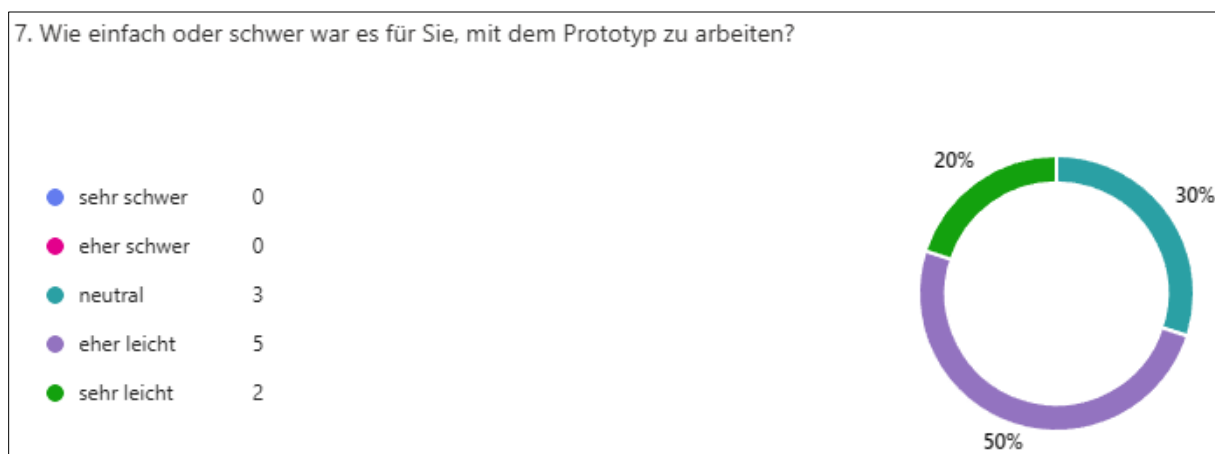 7. Wie einfach oder schwer war es für Sie, mit dem Prototyp zu arbeiten?
sehr schwer 0
eher schwer 0
neutral 3
eher leicht 5
sehr leicht 2
20%
30%
50%